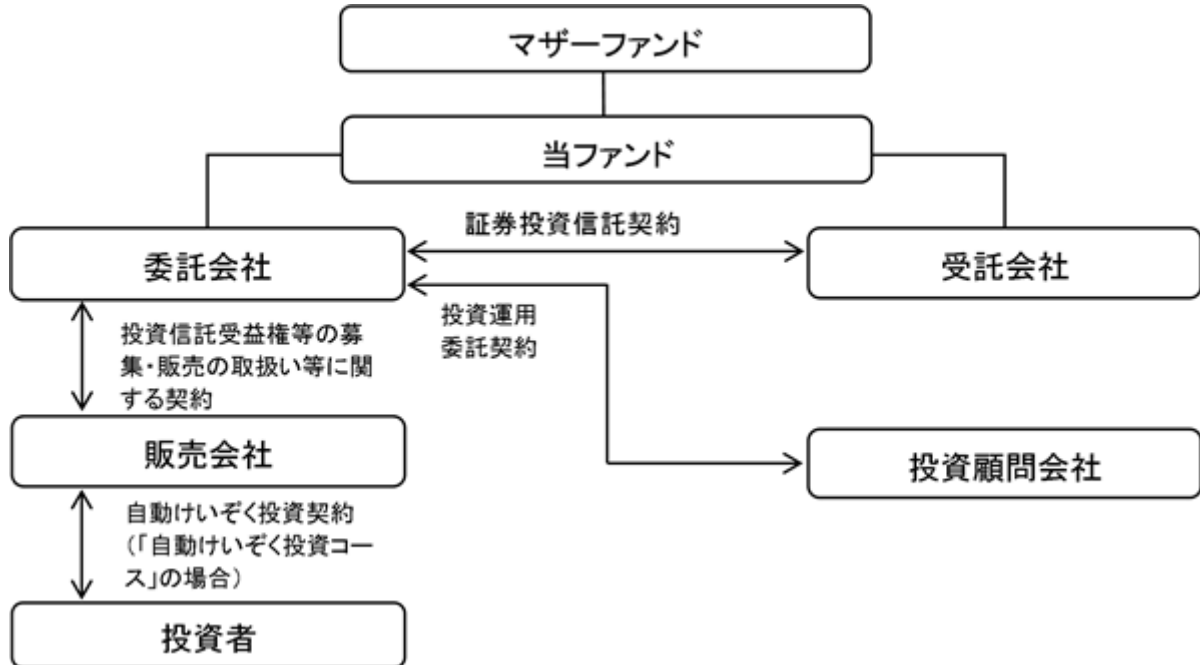 マザーファンド
当ファンド
証券投資信託契約
委託会社
受託会社
投資信託受益権等の募
集・販売の取扱い等に関
する契約
投資運用
委託契約
販売会社
投資顧問会社
自動けいぞく投資契約
(「自動けいぞく投資コー
ス」の場合)
投資者